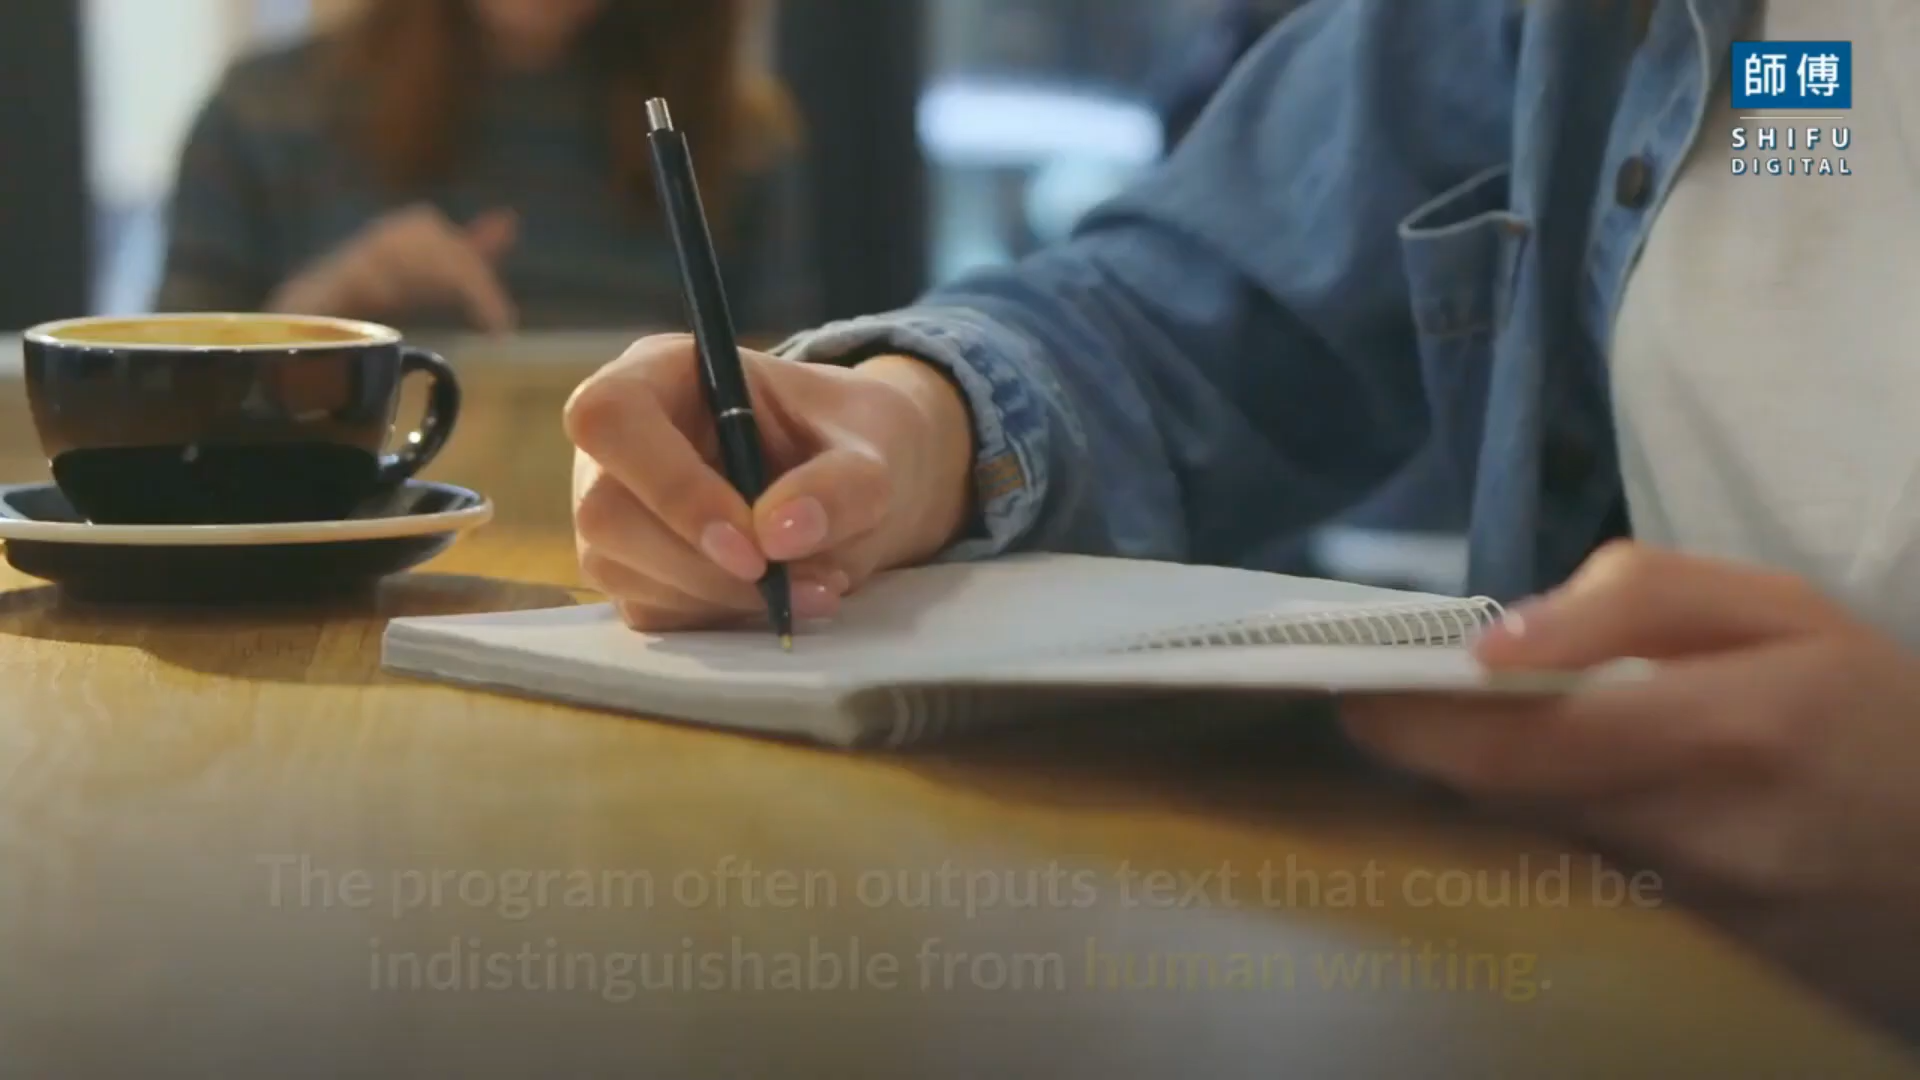 師傅
SHIFU
DIGITAL
The program often outputs text that could be
indistinguishable from human writing.